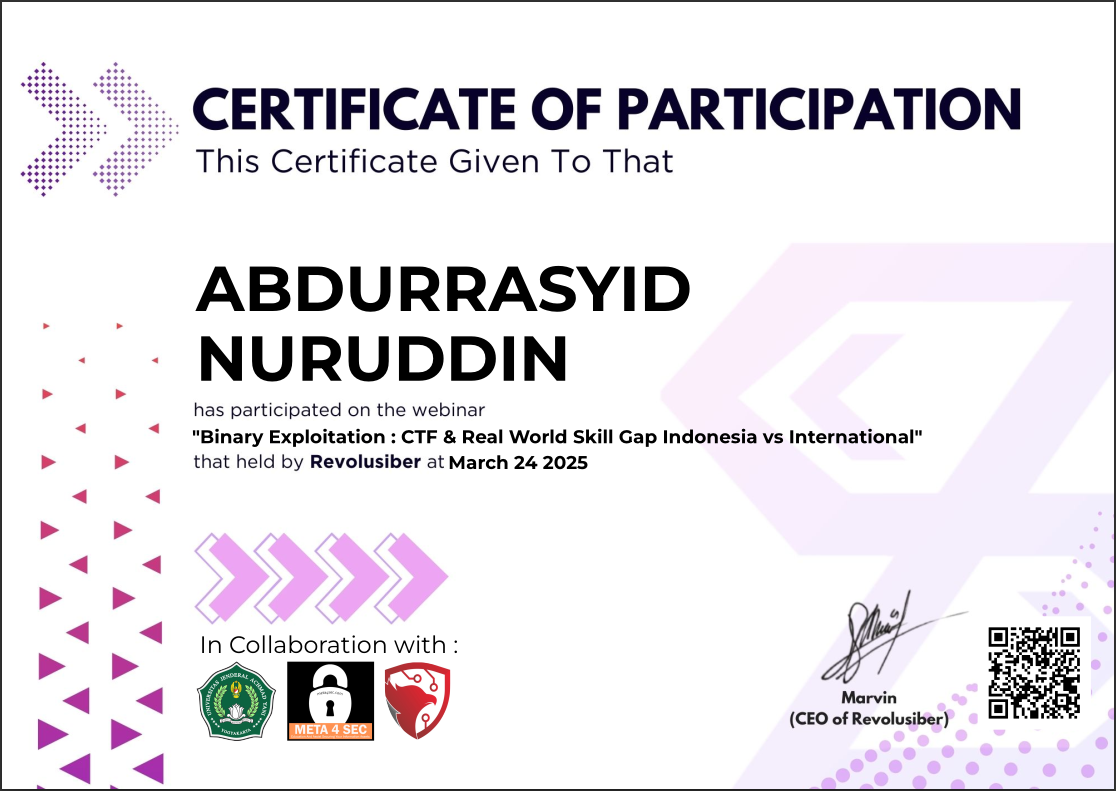 CERTIFICATE OF PARTICIPATION
This Certificate Given To That
ABDURRASYID
NURUDDIN
has participated on the webinar
"Binary Exploitation : CTF & Real World Skill Gap Indonesia vs International"
that held by Revolusiber at March 24 2025
In Collaboration with :
UNIVERSITAS JENDERAL ACHMAD YANI
YOGYAKARTA
META 4 SEC
Marvin
(CEO of Revolusiber)